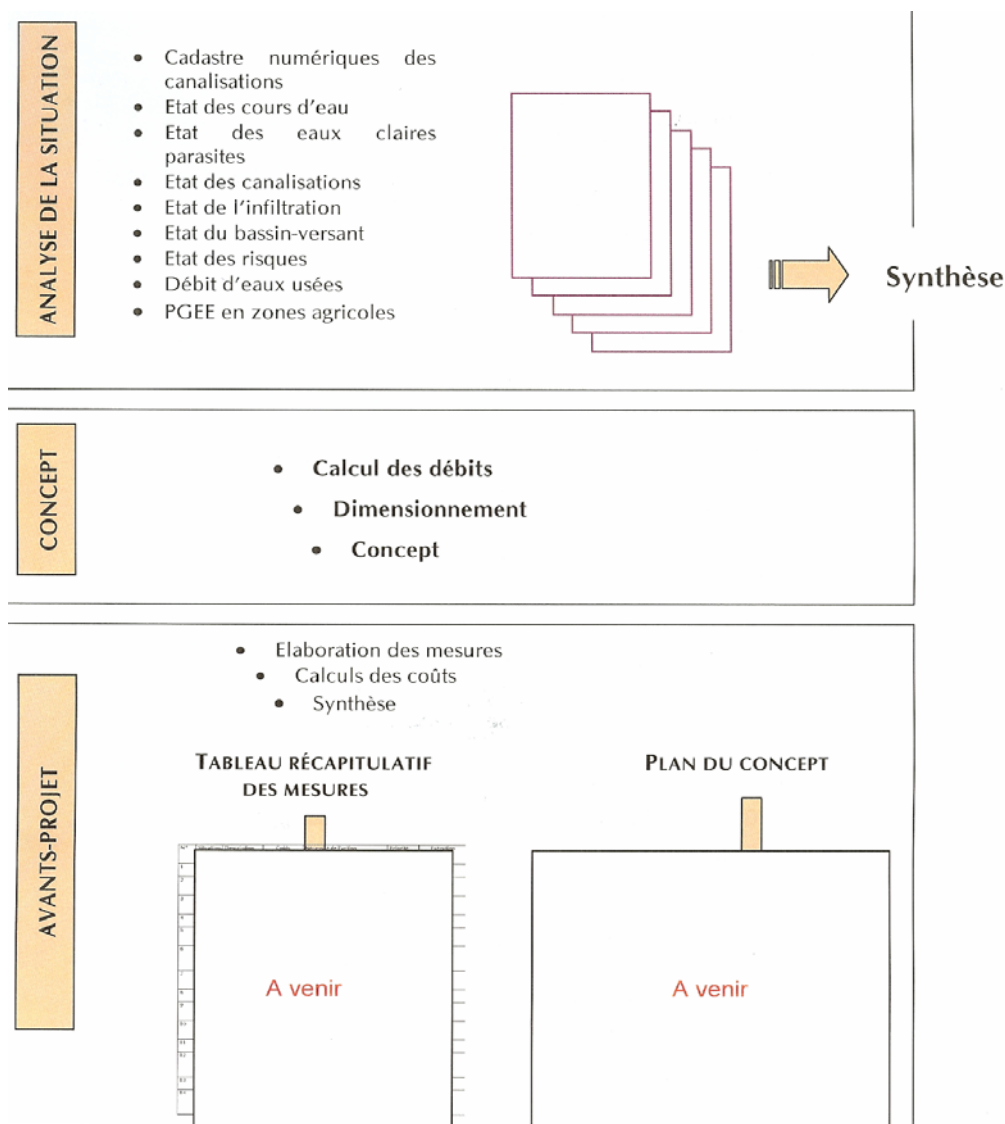 ANALYSE DE LA SITUATION
• Cadastre numériques des
canalisations
• Etat des cours d'eau
• Etat des eaux claires
parasites
• Etat des canalisations
• Etat de l'infiltration
• Etat du bassin-versant
• Etat des risques
• Débit d'eaux usées
• PGEE en zones agricoles
Synthèse
CONCEPT
• Calcul des débits
• Dimensionnement
• Concept
AVANTS-PROJET
• Elaboration des mesures
• Calculs des coûts
• Synthèse
TABLEAU RÉCAPITULATIF
DES MESURES
PLAN DU CONCEPT
A venir
A venir